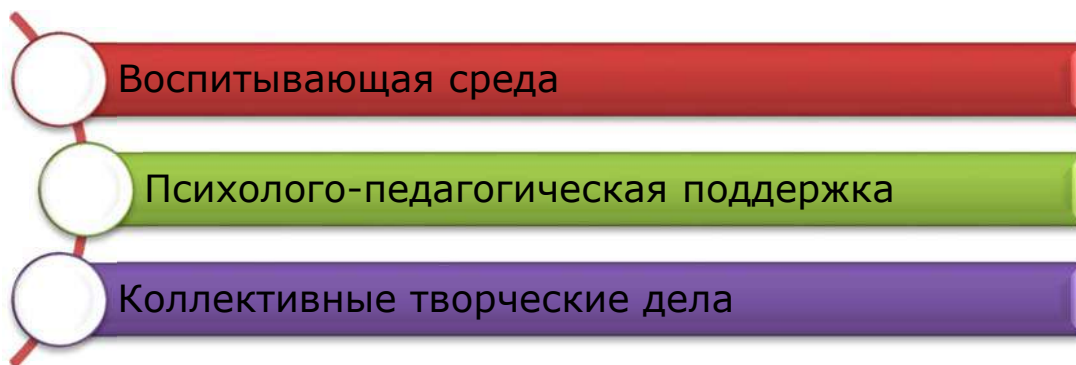 Воспитывающая среда
Психолого-педагогическая поддержка
Коллективные творческие дела